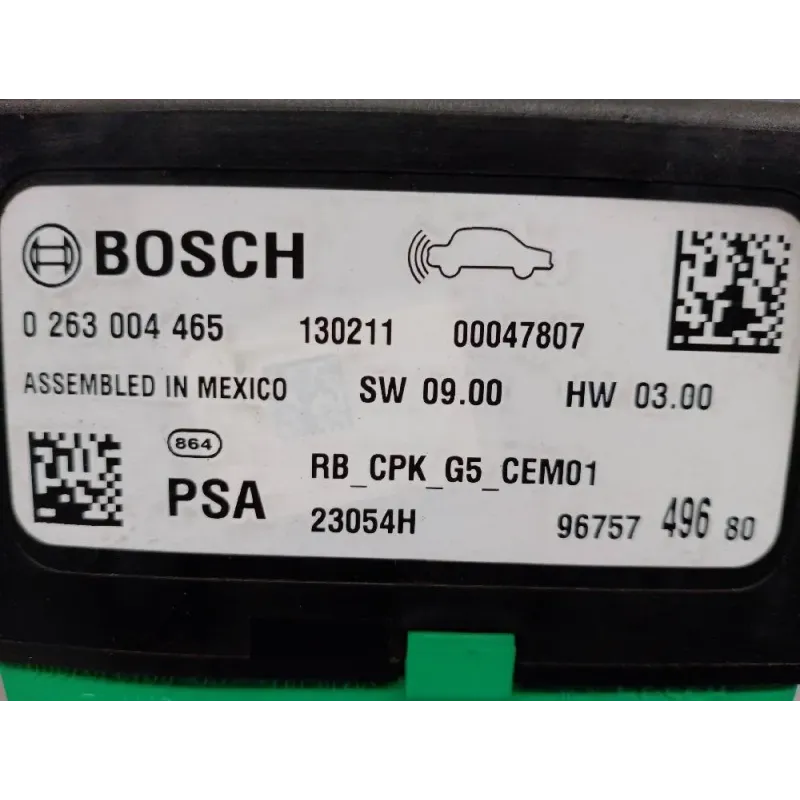 BOSCH
0 263 004 465 130211 00047807
ASSEMBLED IN MEXICO SW 09.00 HW 03.00
864
PSA RB_CPK_G5_CEM01
23054H 96757 496 80